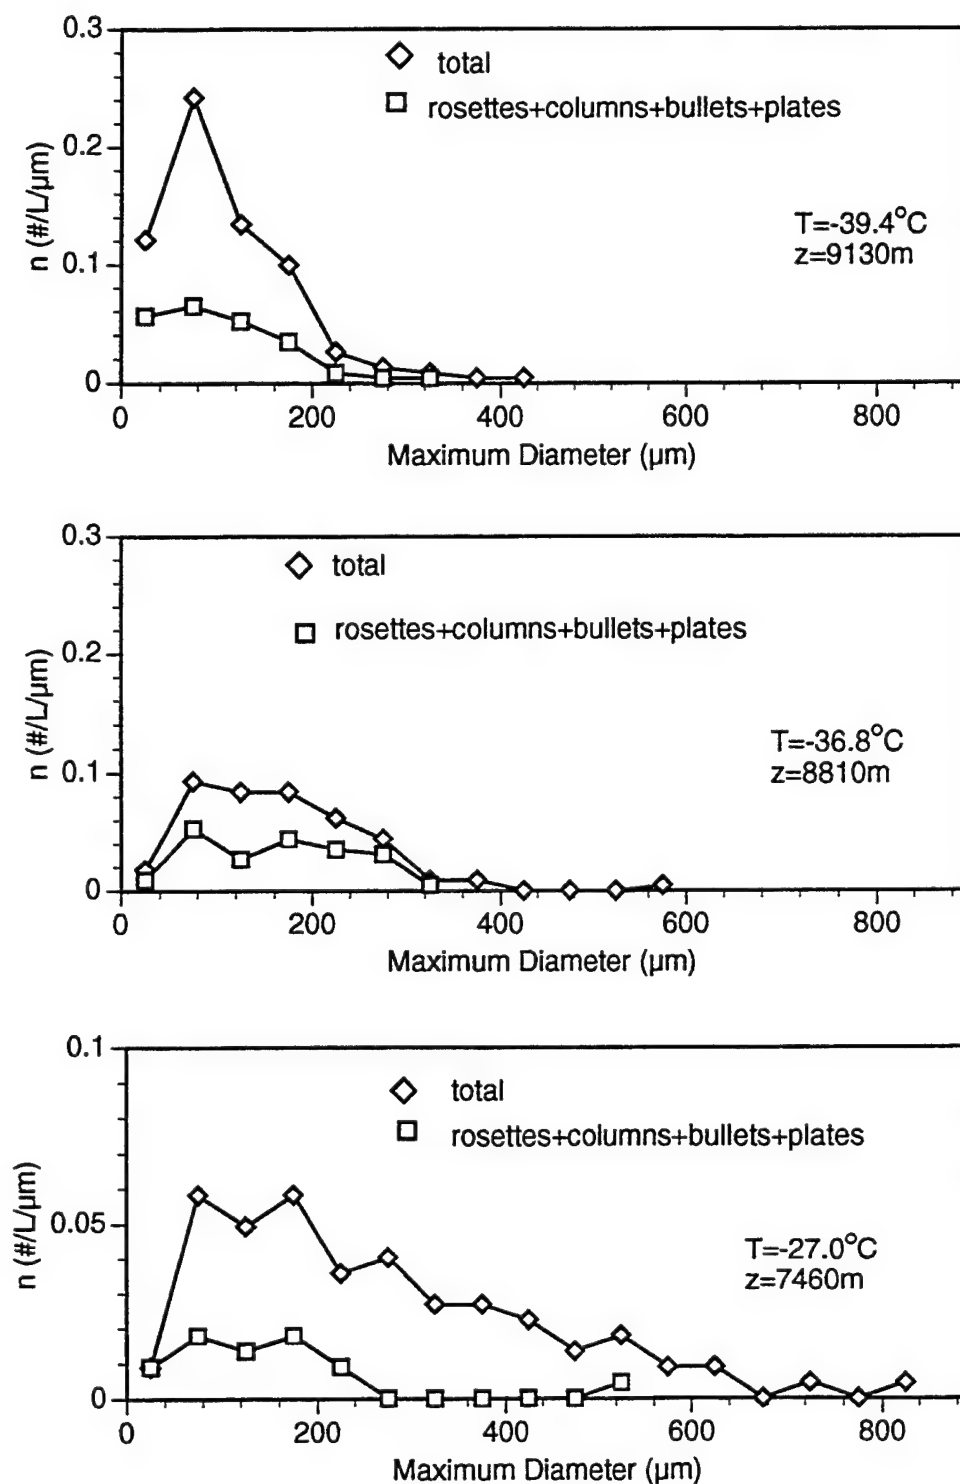 0.3
total
rosettes+columns+bullets+plates
0.2
n (#/L/µm)
T=-39.4°C
z=9130m
0.1
0
0 200 400 600 800
Maximum Diameter (µm)
0.3
total
rosettes+columns+bullets+plates
0.2
n (#/L/µm)
T=-36.8°C
z=8810m
0.1
0
0 200 400 600 800
Maximum Diameter (µm)
0.1
total
rosettes+columns+bullets+plates
n (#/L/µm)
0.05
T=-27.0°C
z=7460m
0
0 200 400 600 800
Maximum Diameter (µm)